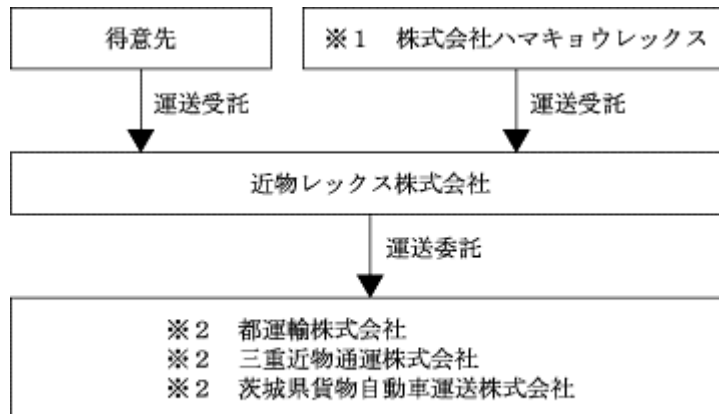 得意先
※1 株式会社ハマキョウレックス
運送受託
運送受託
近物レックス株式会社
運送委託
※2 都運輸株式会社
※2 三重近物通運株式会社
※2 茨城県貨物自動車運送株式会社